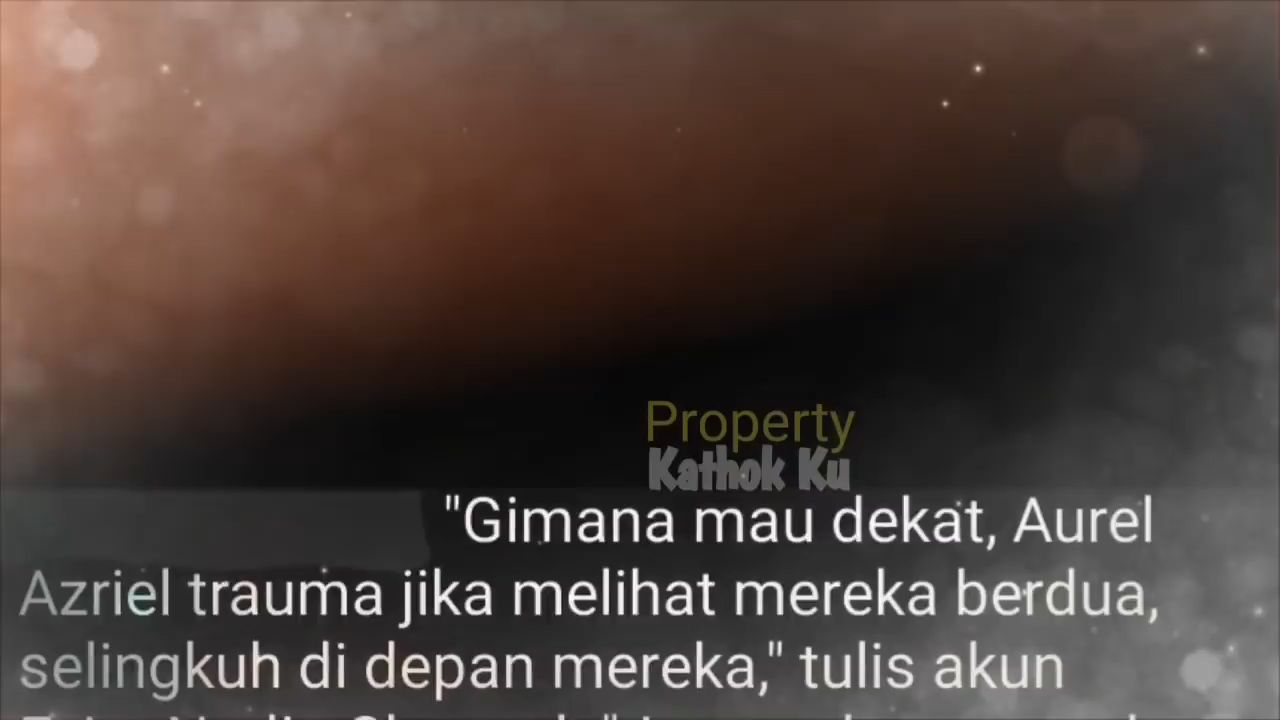 Property
Kathok Ku
"Gimana mau dekat, Aurel
Azriel trauma jika melihat mereka berdua,
selingkuh di depan mereka," tulis akun